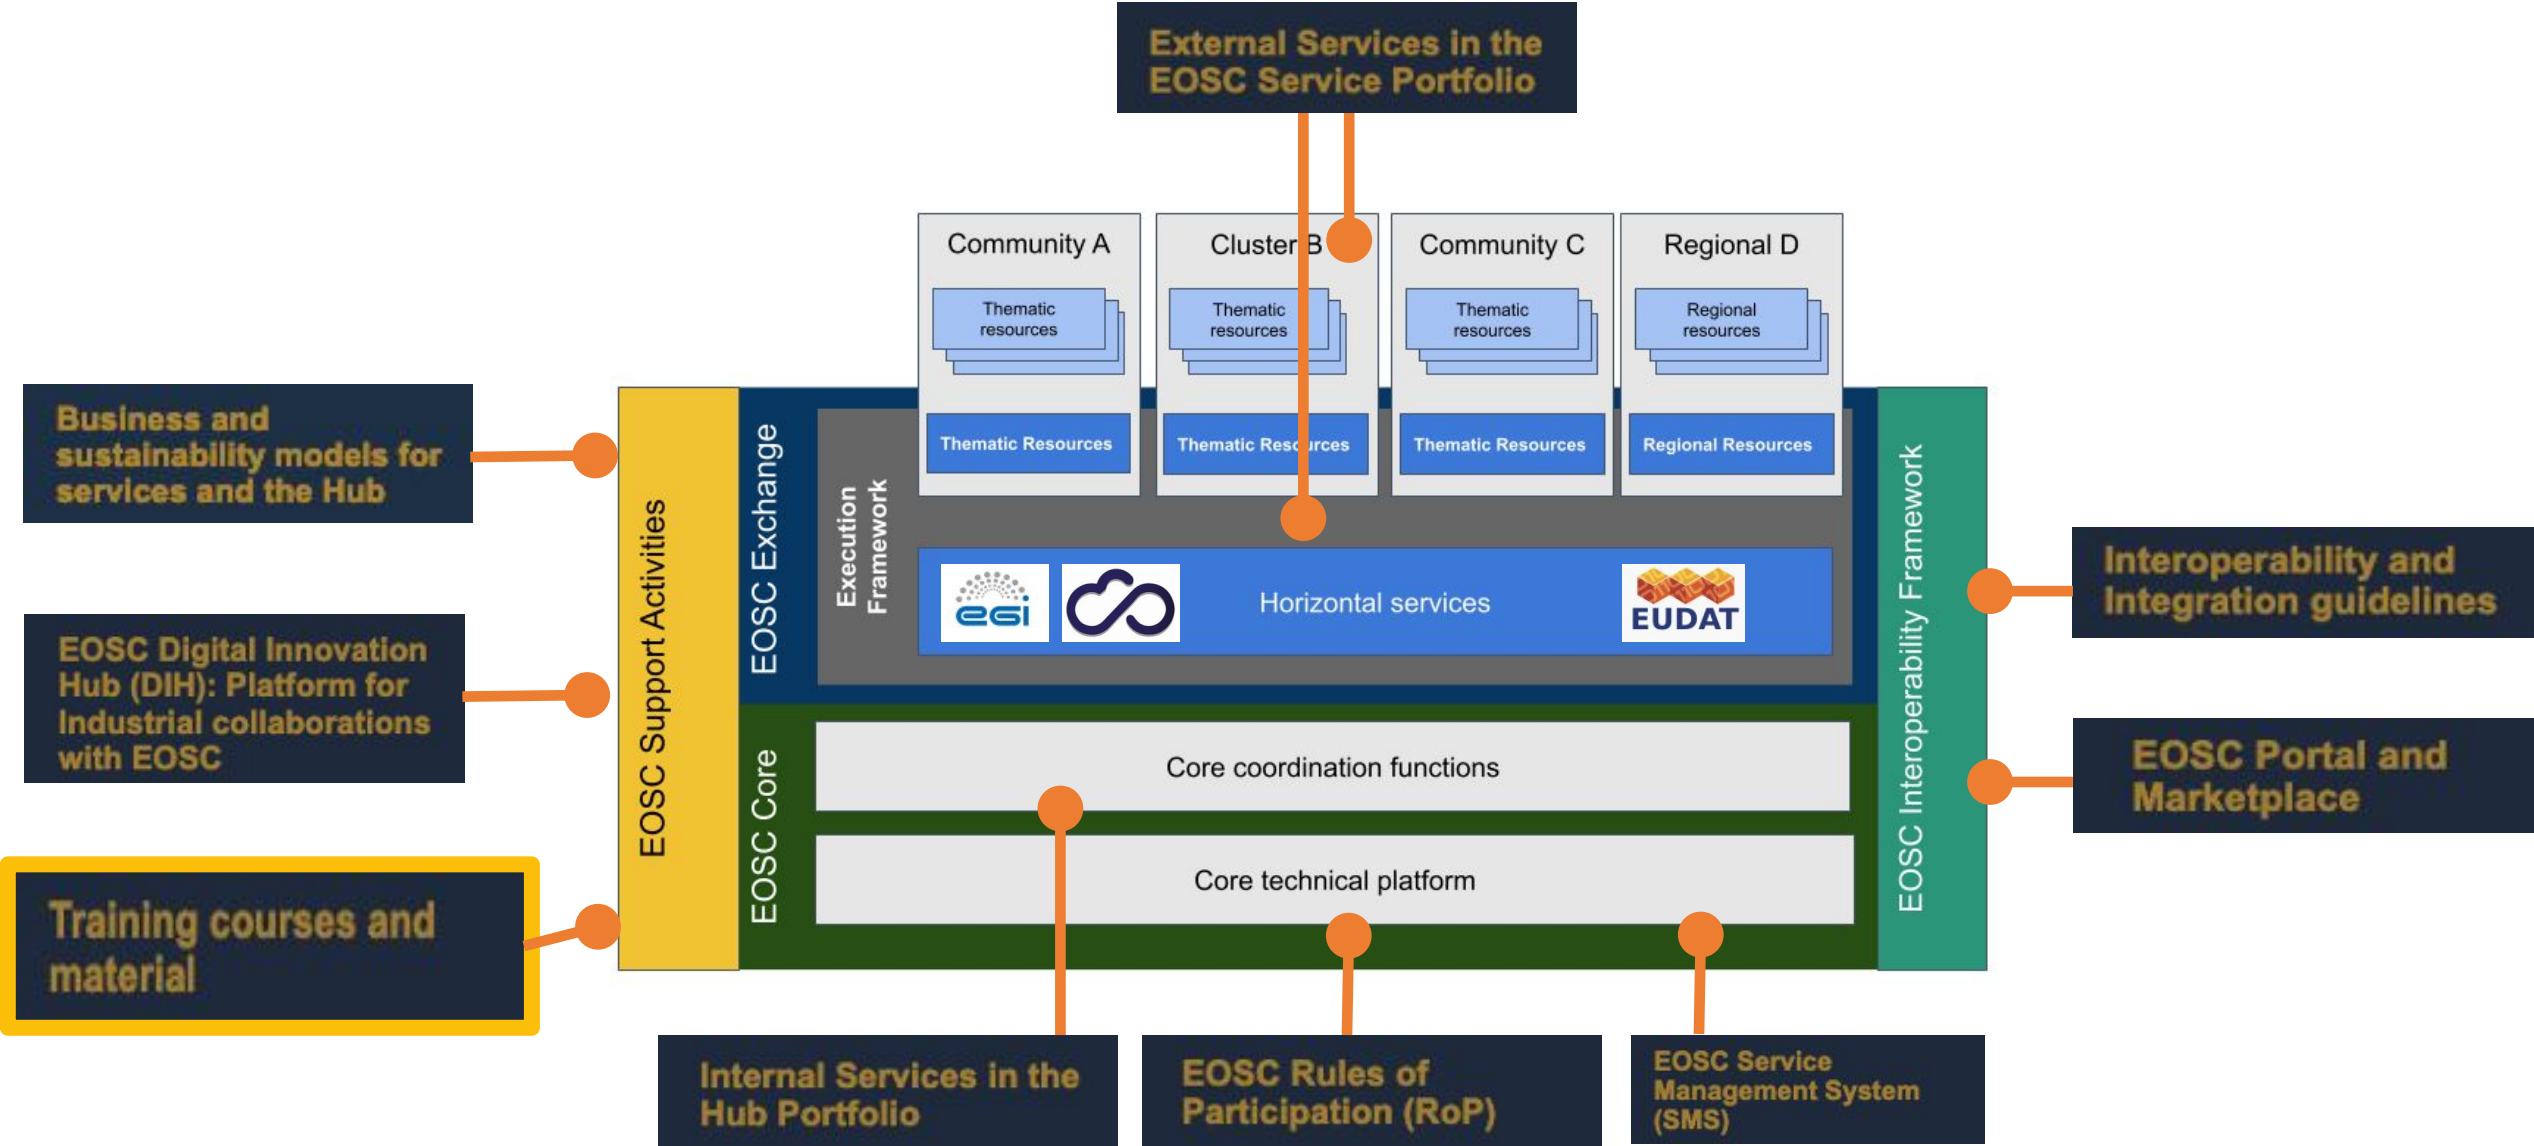 External Services in the
EOSC Service Portfolio
Community A
Cluster B
Community C
Regional D
Thematic
resources
Thematic
resources
Thematic
resources
Regional
resources
Thematic Resources
Thematic Resources
Thematic Resources
Regional Resources
Business and
sustainability models for
services and the Hub
EOSC Digital Innovation
Hub (DIH): Platform for
Industrial collaborations
with EOSC
Training courses and
material
EOSC Support Activities
EOSC Exchange
Execution
Framework
egi
Horizontal services
EUDAT
EOSC Core
Core coordination functions
Core technical platform
EOSC Interoperability Framework
Interoperability and
Integration guidelines
EOSC Portal and
Marketplace
Internal Services in the
Hub Portfolio
EOSC Rules of
Participation (RoP)
EOSC Service
Management System
(SMS)